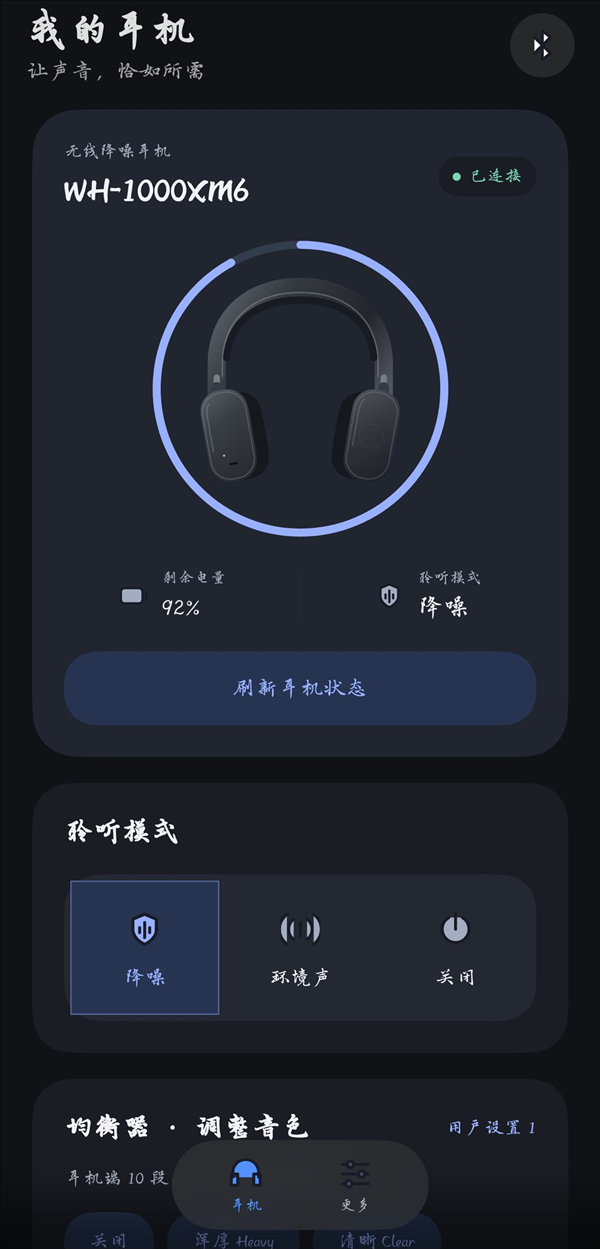 我的耳机
让声音，恰如所需
无线降噪耳机
WH-1000XM6
已连接
剩余电量
92%
聆听模式
降噪
刷新耳机状态
聆听模式
降噪
环境声
关闭
均衡器 · 调整音色
用户设置 1
耳机端 10 段
耳机
更多
关闭
浑厚 Heavy
清晰 Clear